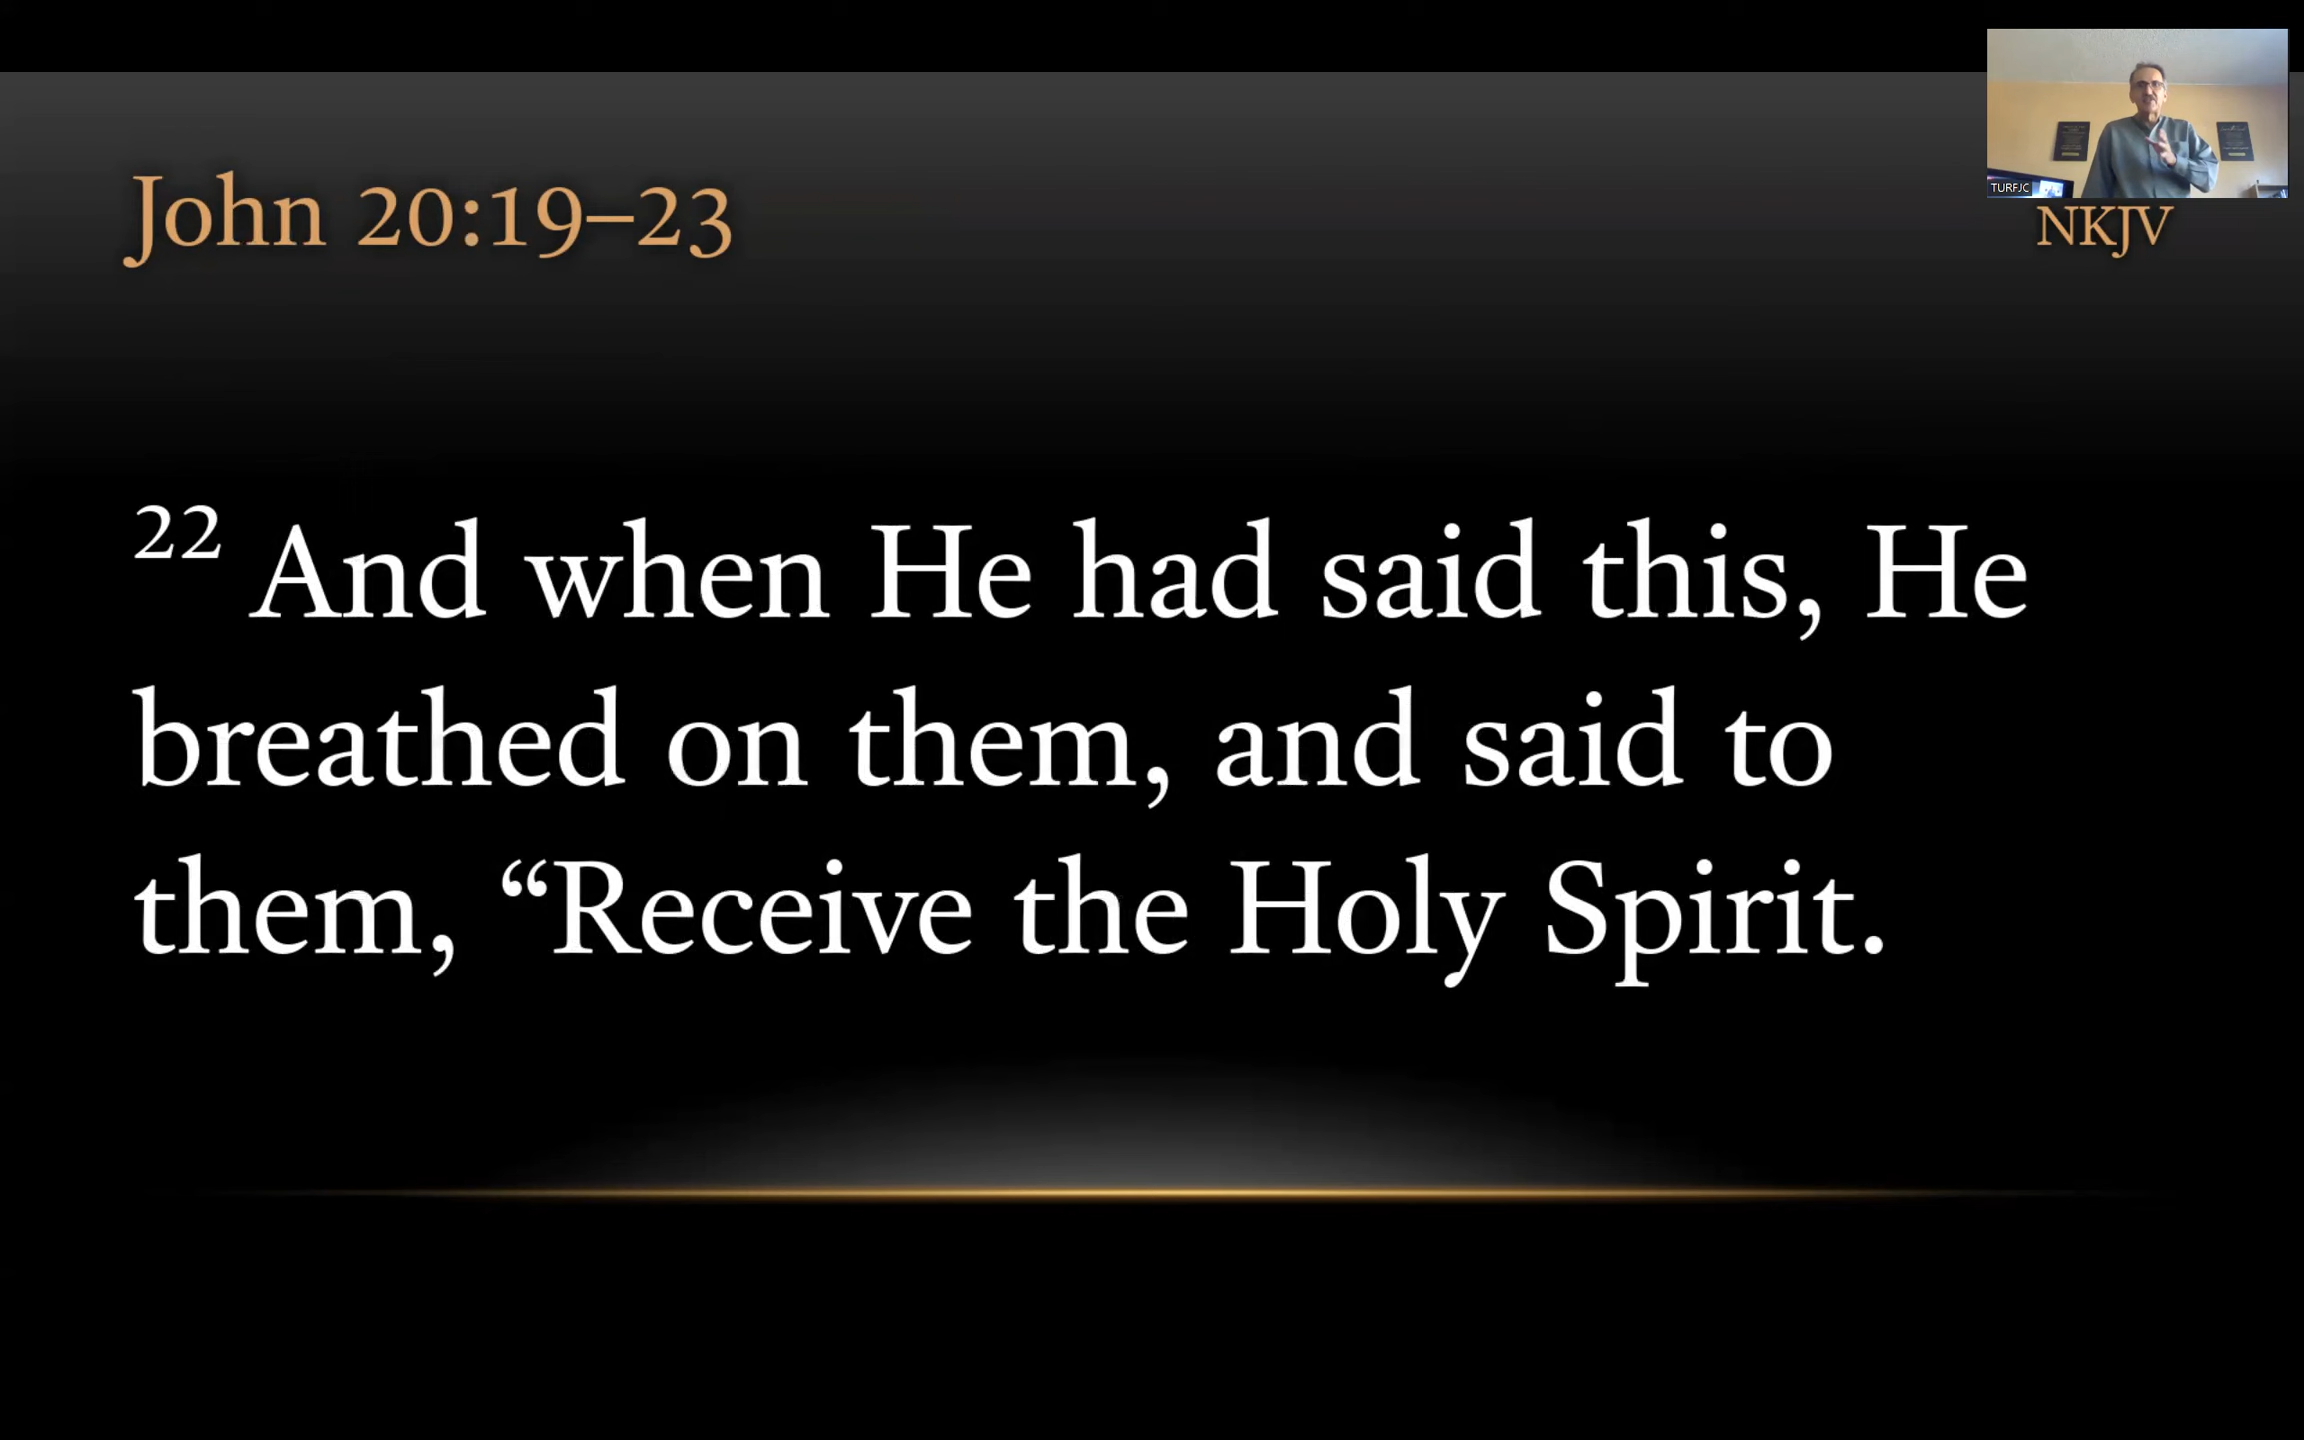 John 20:19–23
TURFJC
NKJV
22 And when He had said this, He
breathed on them, and said to
them, “Receive the Holy Spirit.